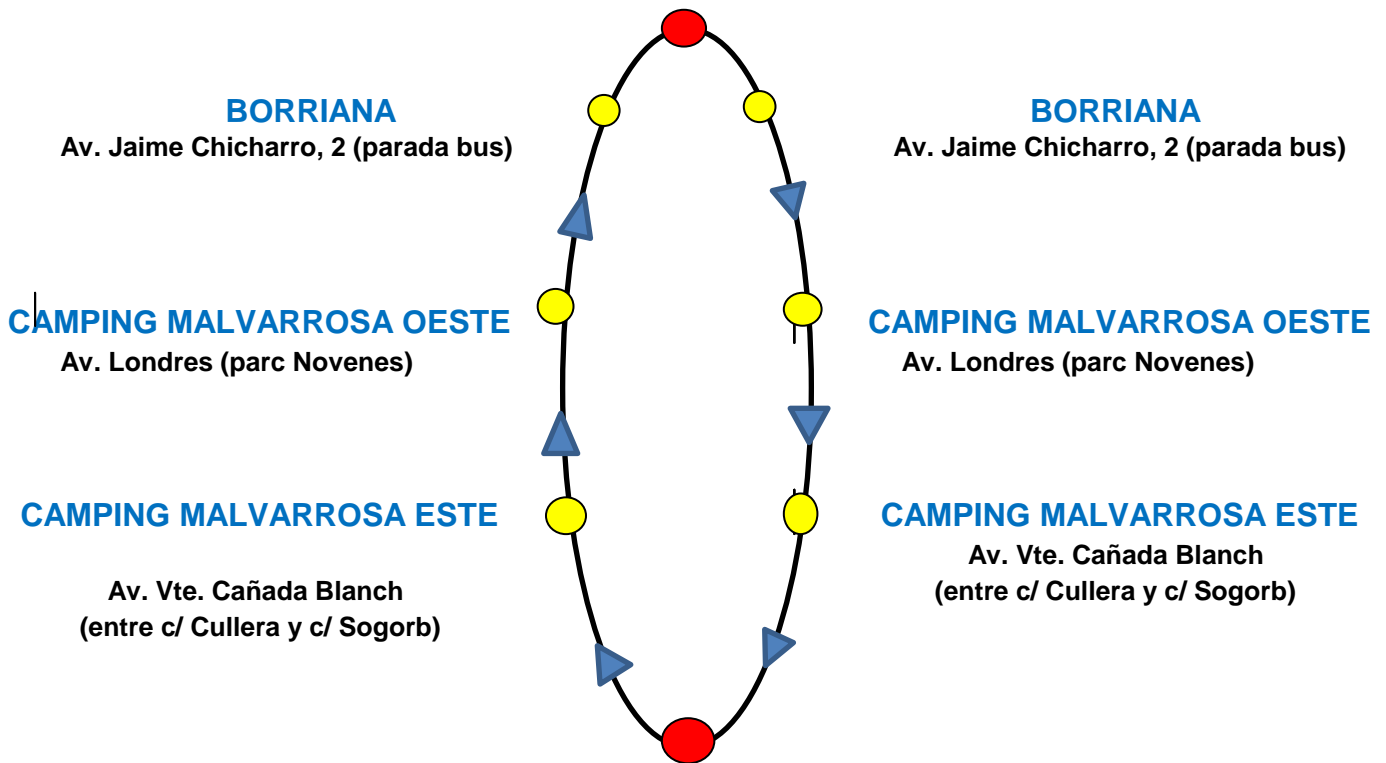 BORRIANA
Av. Jaime Chicharro, 2 (parada bus)
CAMPING MALVARROSA OESTE
Av. Londres (parc Novenes)
CAMPING MALVARROSA ESTE
Av. Vte. Cañada Blanch
(entre c/ Cullera y c/ Sogorb)
BORRIANA
Av. Jaime Chicharro, 2 (parada bus)
CAMPING MALVARROSA OESTE
Av. Londres (parc Novenes)
CAMPING MALVARROSA ESTE
Av. Vte. Cañada Blanch
(entre c/ Cullera y c/ Sogorb)